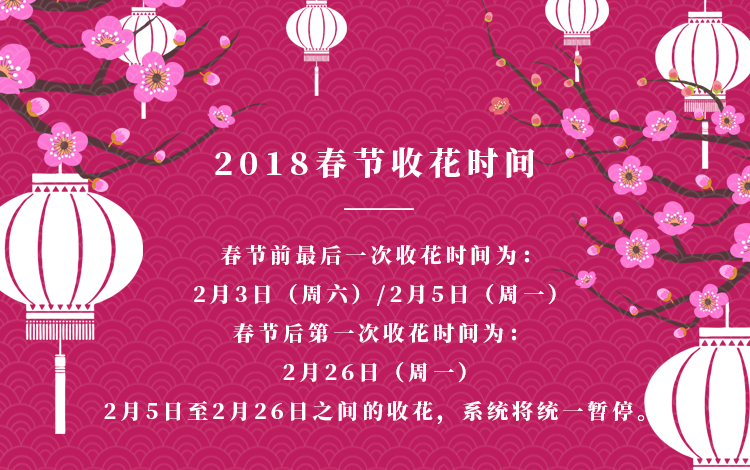 2018春节收花时间
春节前最后一次收花时间为：
2月3日（周六）/2月5日（周一）
春节后第一次收花时间为：
2月26日（周一）
2月5日至2月26日之间的收花，系统将统一暂停。